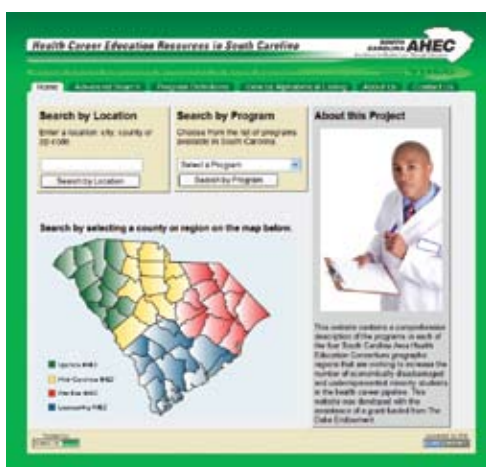 Health Career Education Resources in South Carolina
SOUTH CAROLINA AHEC
Home Advanced Search Program Definitions General Alphabetical Listing About Us Contact Us
Search by Location
Enter a location: city, county or
zip code.
Search by Location
Search by Program
Choose from the list of programs
available in South Carolina.
Select a Program
Search by Program
Search by selecting a county or region on the map below.
Upstate AHEC
Mid-Carolina AHEC
Pee Dee AHEC
Lowcountry AHEC
About this Project
This website contains a comprehensive
description of the programs in each of
the four South Carolina Area Health
Education Consortium geographic
regions that are working to increase the
number of economically disadvantaged
and underrepresented minority students
in the health career pipeline. This
website was developed with the
assistance of a grant funded from The
Duke Endowment.